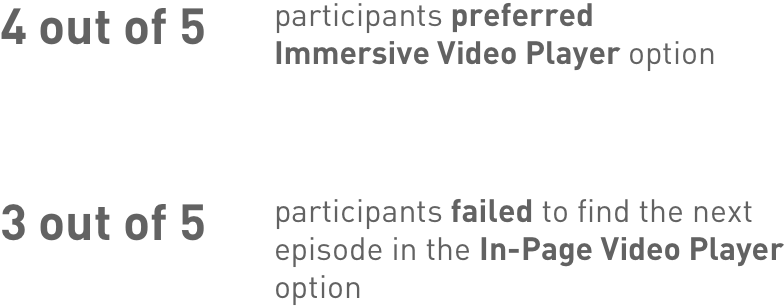 4 out of 5
participants preferred
Immersive Video Player option
3 out of 5
participants failed to find the next
episode in the In-Page Video Player
option